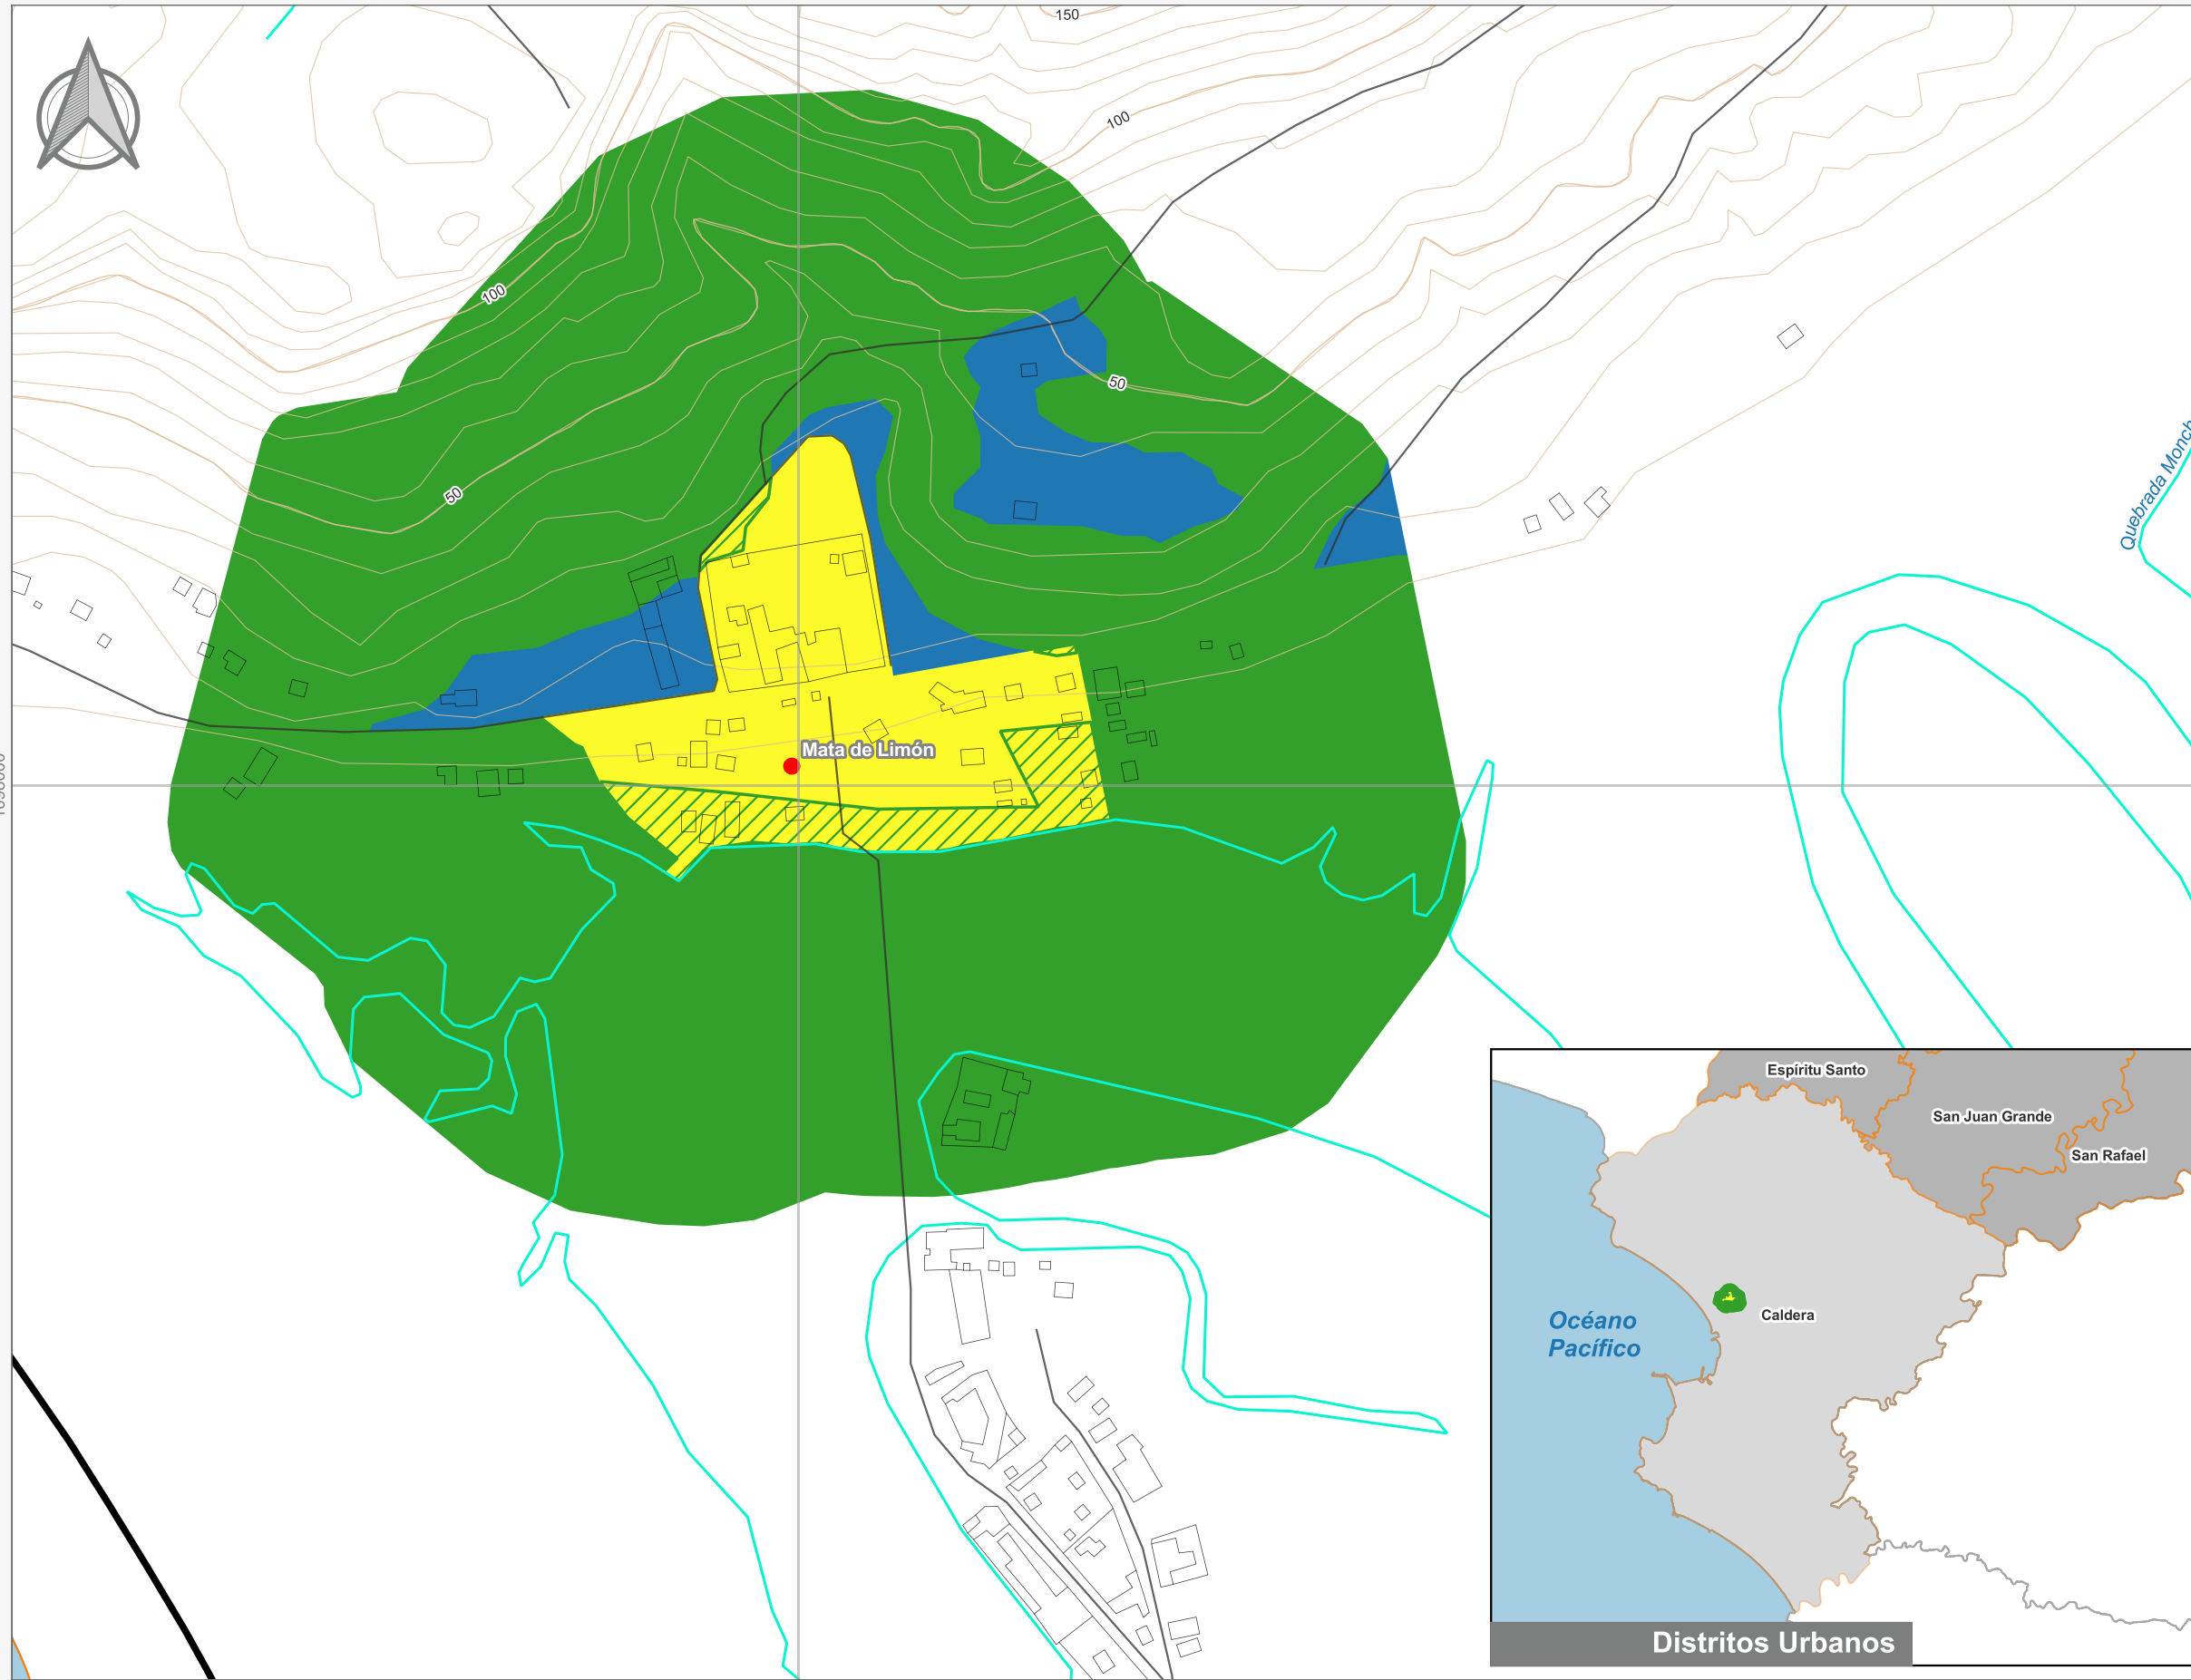 150
100
100
50
50
Quebrada Monch
Mata de Limón
Espíritu Santo
San Juan Grande
San Rafael
Océano
Pacífico
Caldera
Distritos Urbanos